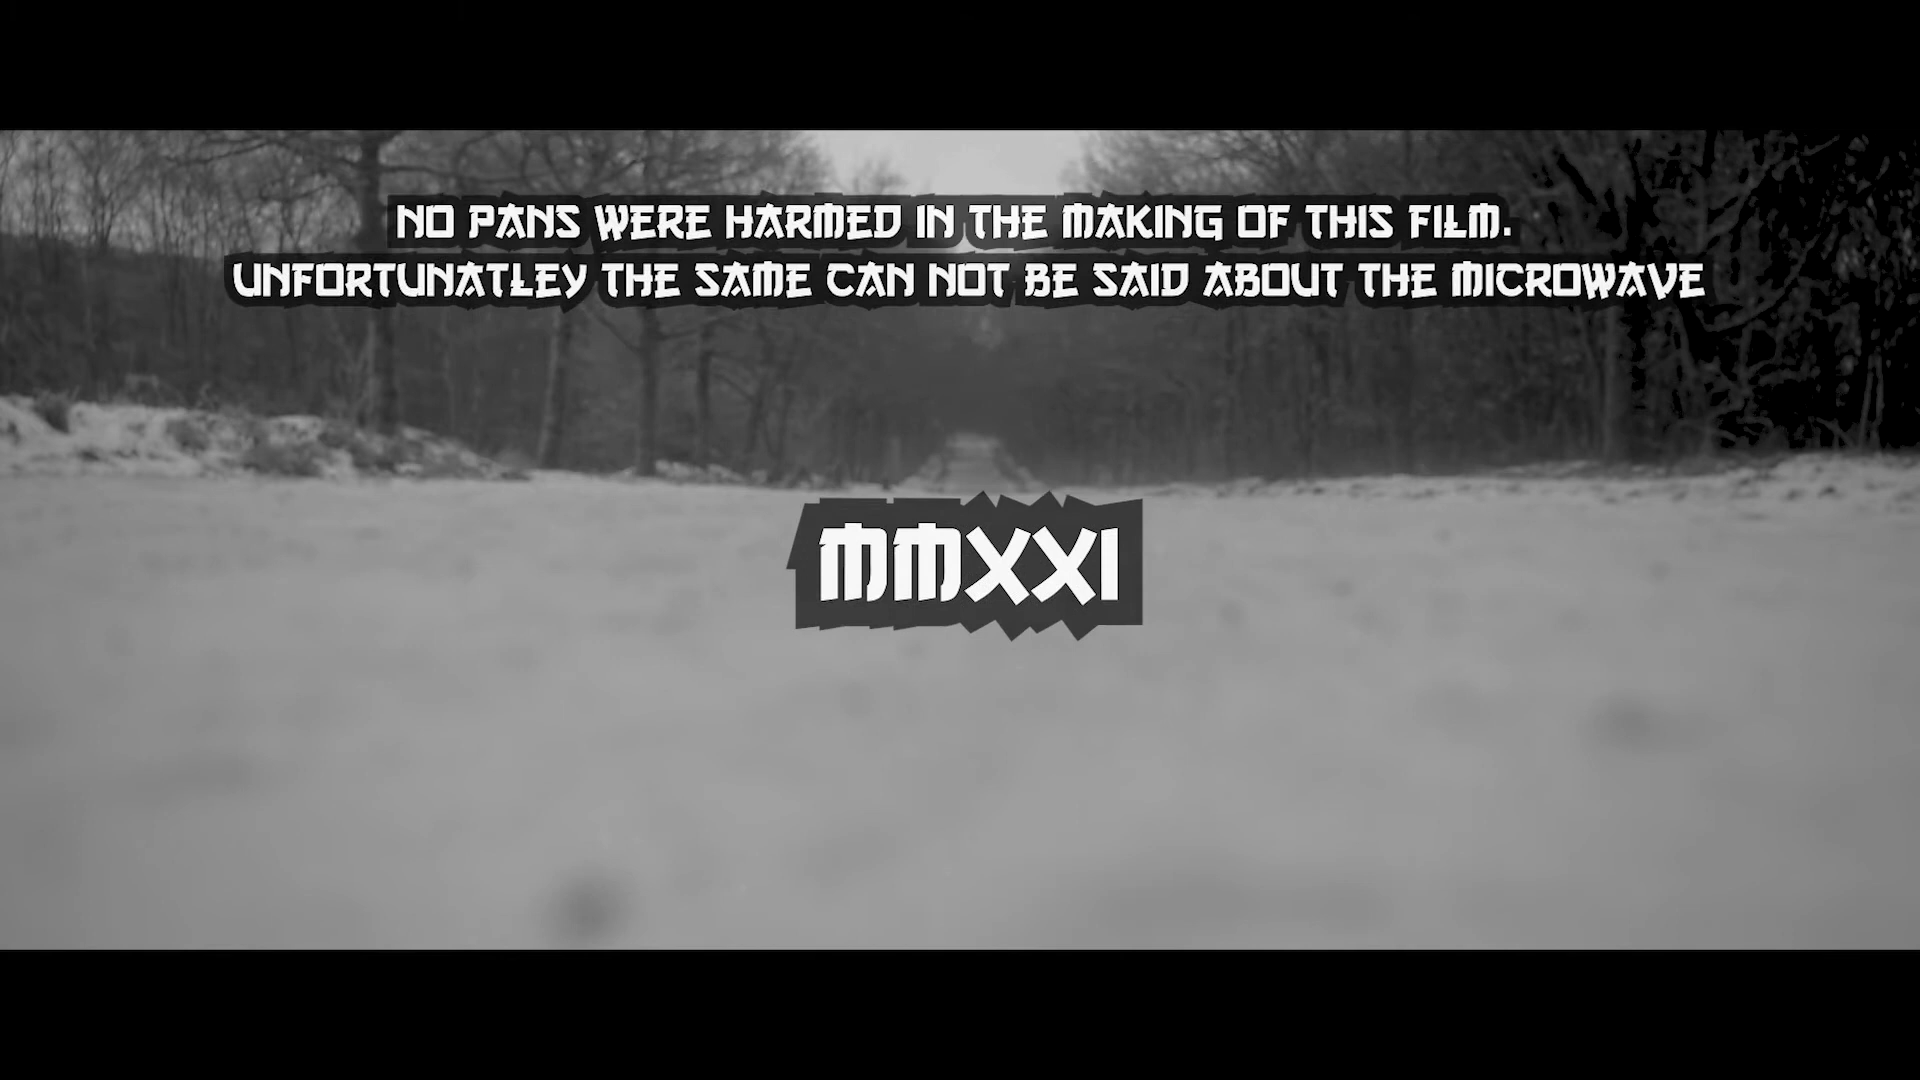 NO PANS WERE HARMED IN THE MAKING OF THIS FILM.
UNFORTUNATLEY THE SAME CAN NOT BE SAID ABOUT THE MICROWAVE
MMXXI